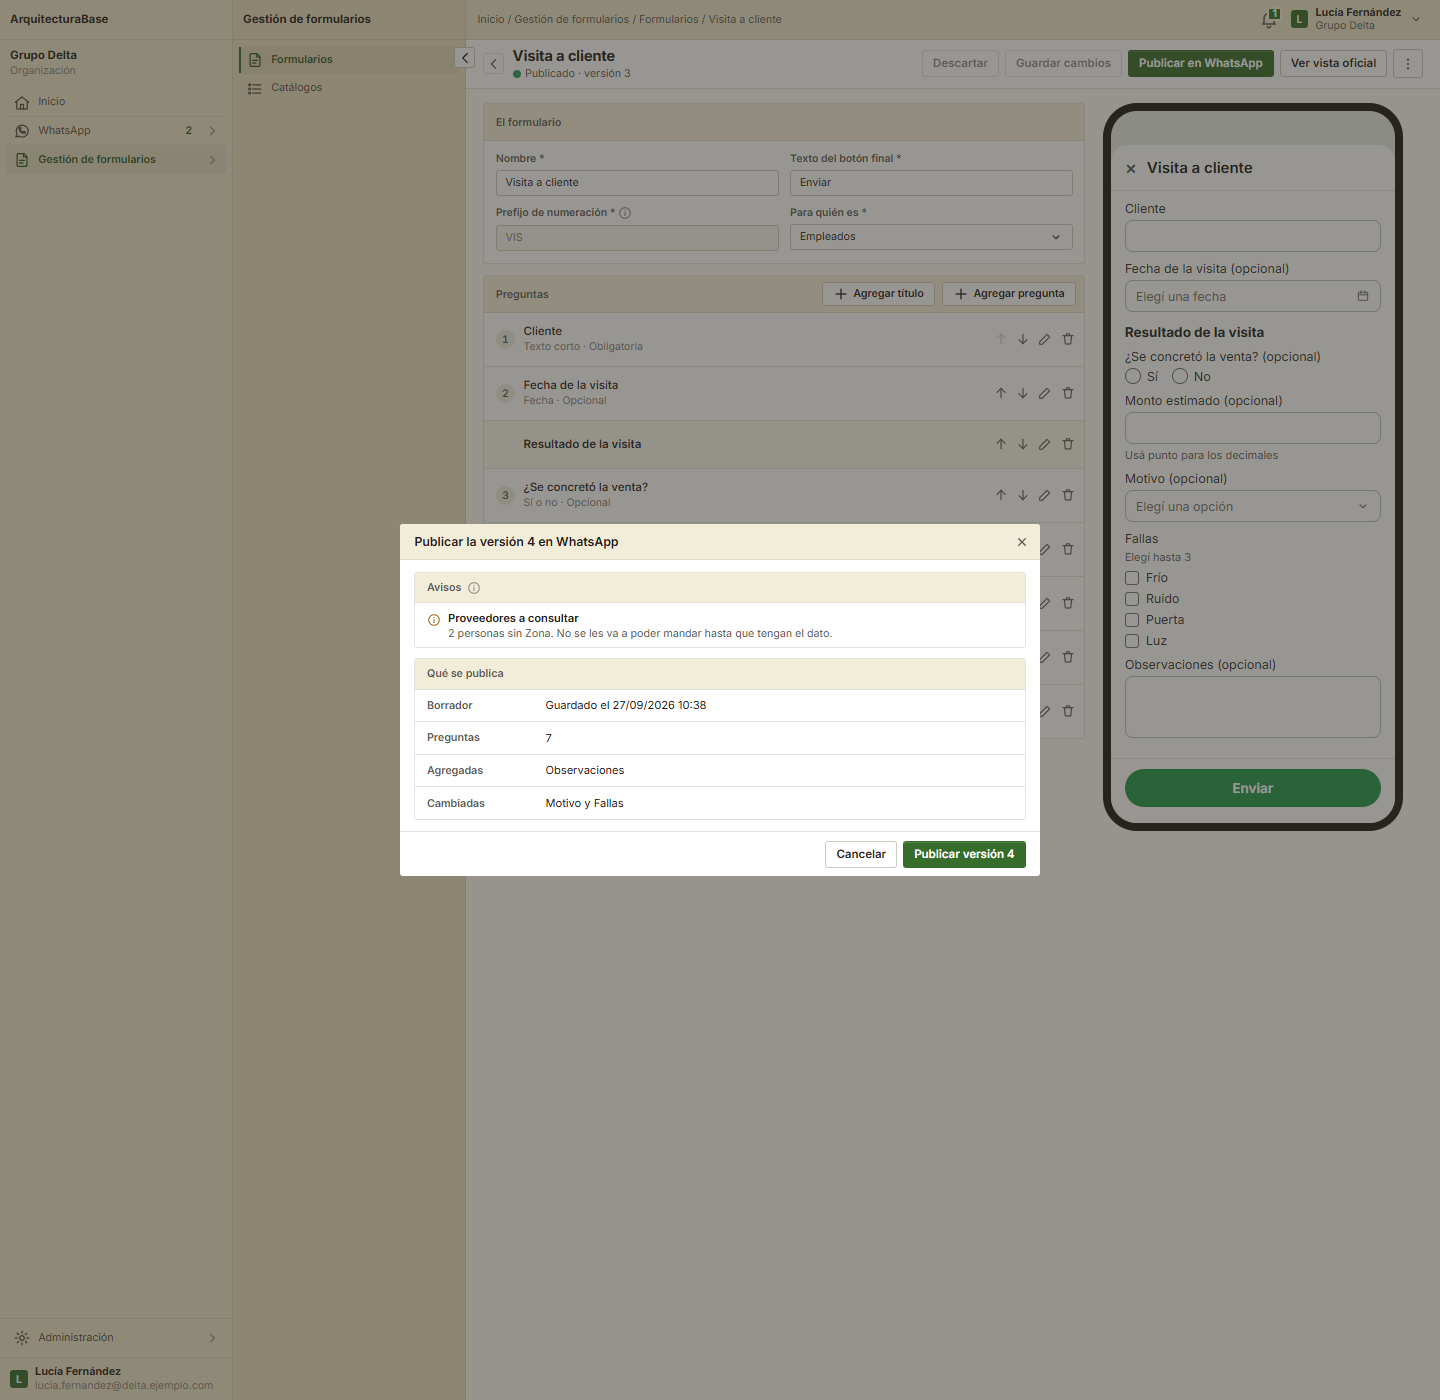 ArquitecturaBase
Grupo Delta
Organización
Inicio
WhatsApp 2
Gestión de formularios
Administración
L Lucía Fernández
lucia.fernandez@delta.ejemplo.com
Gestión de formularios
Formularios
Catálogos
Inicio / Gestión de formularios / Formularios / Visita a cliente
1
L Lucía Fernández
Grupo Delta
Visita a cliente
Publicado · versión 3
Descartar
Guardar cambios
Publicar en WhatsApp
Ver vista oficial
El formulario
Nombre *
Visita a cliente
Texto del botón final *
Enviar
Prefijo de numeración *
VIS
Para quién es *
Empleados
Preguntas
Agregar título
Agregar pregunta
1 Cliente
Texto corto · Obligatoria
2 Fecha de la visita
Fecha · Opcional
Resultado de la visita
3 ¿Se concretó la venta?
Sí o no · Opcional
Publicar la versión 4 en WhatsApp
Avisos
Proveedores a consultar
2 personas sin Zona. No se les va a poder mandar hasta que tengan el dato.
Qué se publica
Borrador Guardado el 27/09/2026 10:38
Preguntas 7
Agregadas Observaciones
Cambiadas Motivo y Fallas
Cancelar
Publicar versión 4
Visita a cliente
Cliente
Fecha de la visita (opcional)
Elegí una fecha
Resultado de la visita
¿Se concretó la venta? (opcional)
Sí No
Monto estimado (opcional)
Usá punto para los decimales
Motivo (opcional)
Elegí una opción
Fallas
Elegí hasta 3
Frío
Ruido
Puerta
Luz
Observaciones (opcional)
Enviar